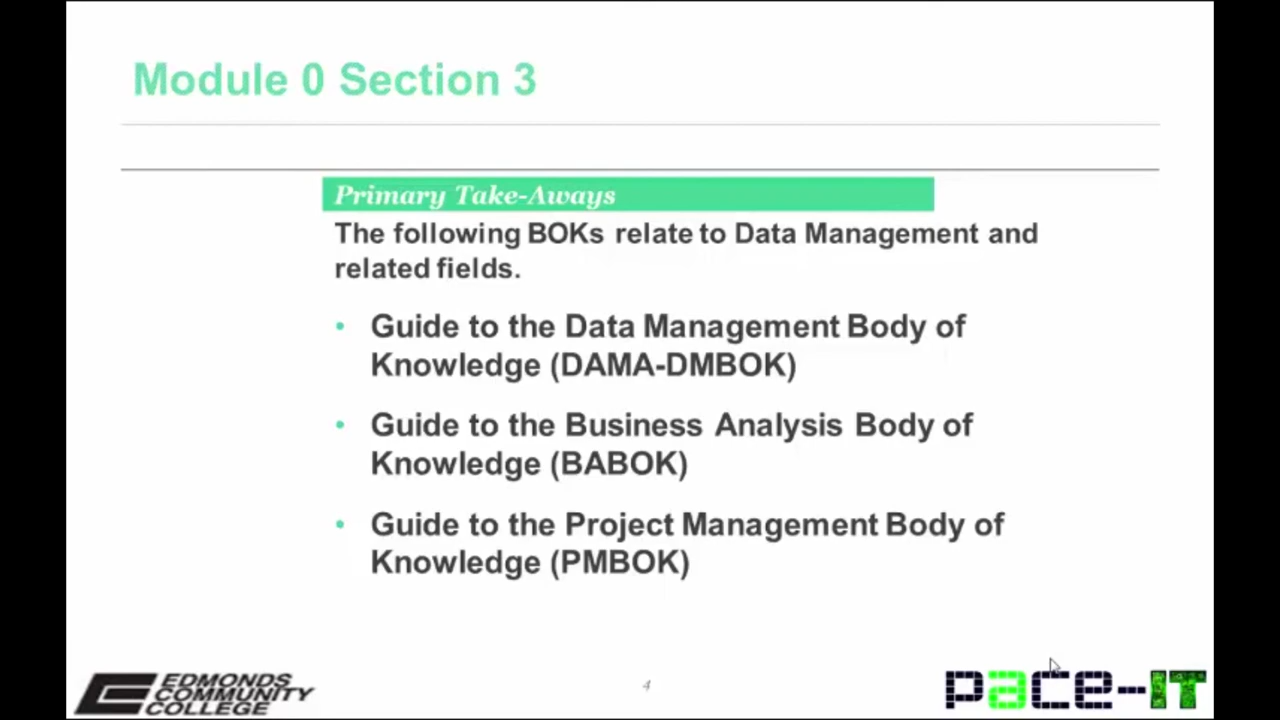 Module 0 Section 3
Primary Take-Aways
The following BOKs relate to Data Management and
related fields.
• Guide to the Data Management Body of
Knowledge (DAMA-DMBOK)
• Guide to the Business Analysis Body of
Knowledge (BABOK)
• Guide to the Project Management Body of
Knowledge (PMBOK)
EDMONDS
COMMUNITY
COLLEGE
4
pace-IT